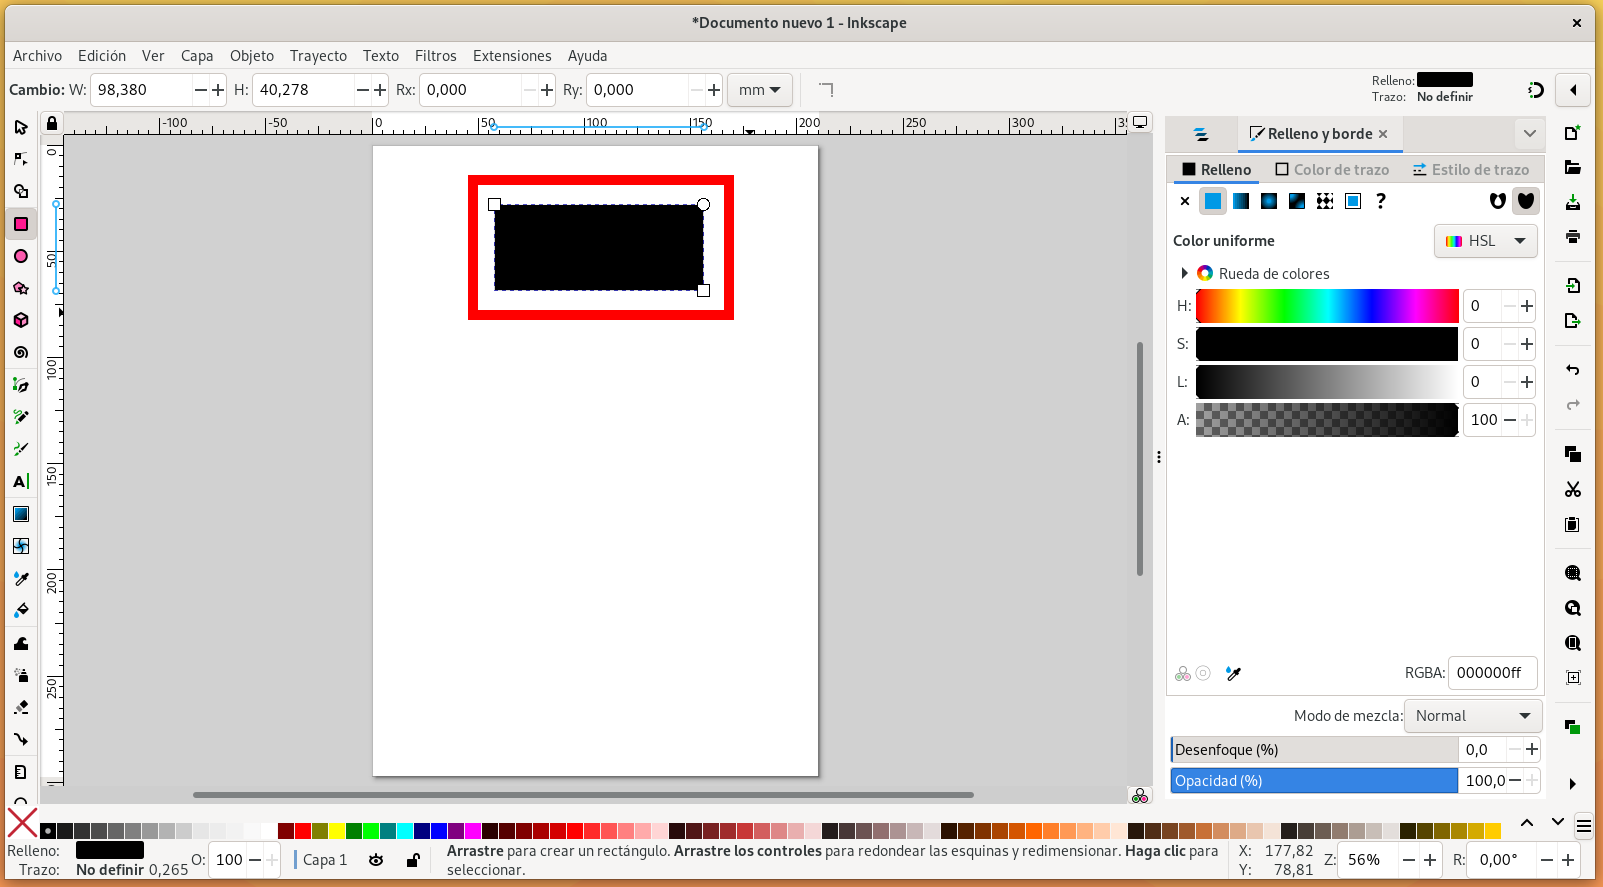 *Documento nuevo 1 - Inkscape
Archivo Edición Ver Capa Objeto Trayecto Texto Filtros Extensiones Ayuda
Cambio: W: 98,380 H: 40,278 Rx: 0,000 Ry: 0,000 mm
Relleno:
Trazo: No definir
-100 -50 0 50 100 150 200 250 300
0
50
100
150
200
250
Relleno y borde
Relleno Color de trazo Estilo de trazo
Color uniforme HSL
Rueda de colores
H: 0
S: 0
L: 0
A: 100
RGBA: 000000ff
Modo de mezcla: Normal
Desenfoque (%) 0,0
Opacidad (%) 100,0
Relleno:
Trazo: No definir 0,265
O: 100
Capa 1
Arrastre para crear un rectángulo. Arrastre los controles para redondear las esquinas y redimensionar. Haga clic para
seleccionar.
X: 177,82
Y: 78,81
Z: 56%
R: 0,00°